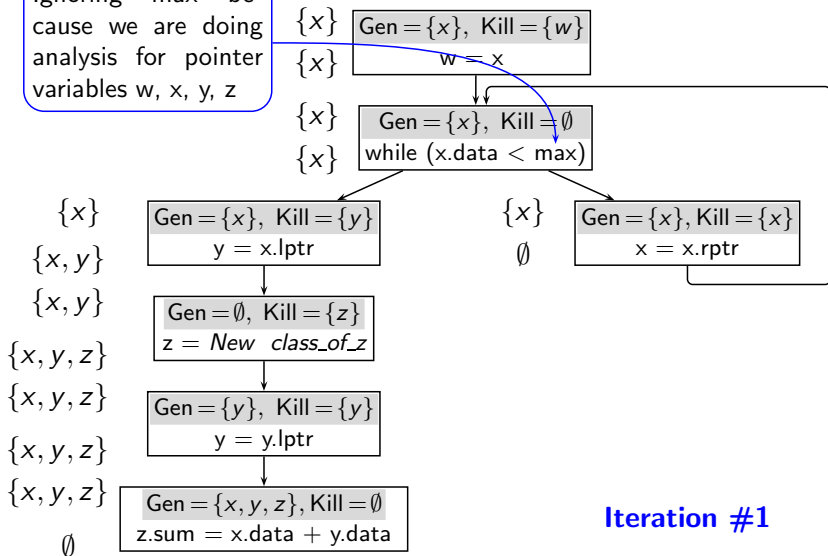 ignoring max be-
cause we are doing
analysis for pointer
variables w, x, y, z
{x}
Gen = {x}, Kill = {w}
{x}
w = x
{x}
Gen = {x}, Kill = ∅
{x}
while (x.data < max)
{x}
Gen = {x}, Kill = {y}
{x, y}
y = x.lptr
{x}
Gen = {x}, Kill = {x}
∅
x = x.rptr
{x, y}
Gen = ∅, Kill = {z}
{x, y, z}
z = New class_of_z
{x, y, z}
Gen = {y}, Kill = {y}
{x, y, z}
y = y.lptr
{x, y, z}
Gen = {x, y, z}, Kill = ∅
∅
z.sum = x.data + y.data
Iteration #1